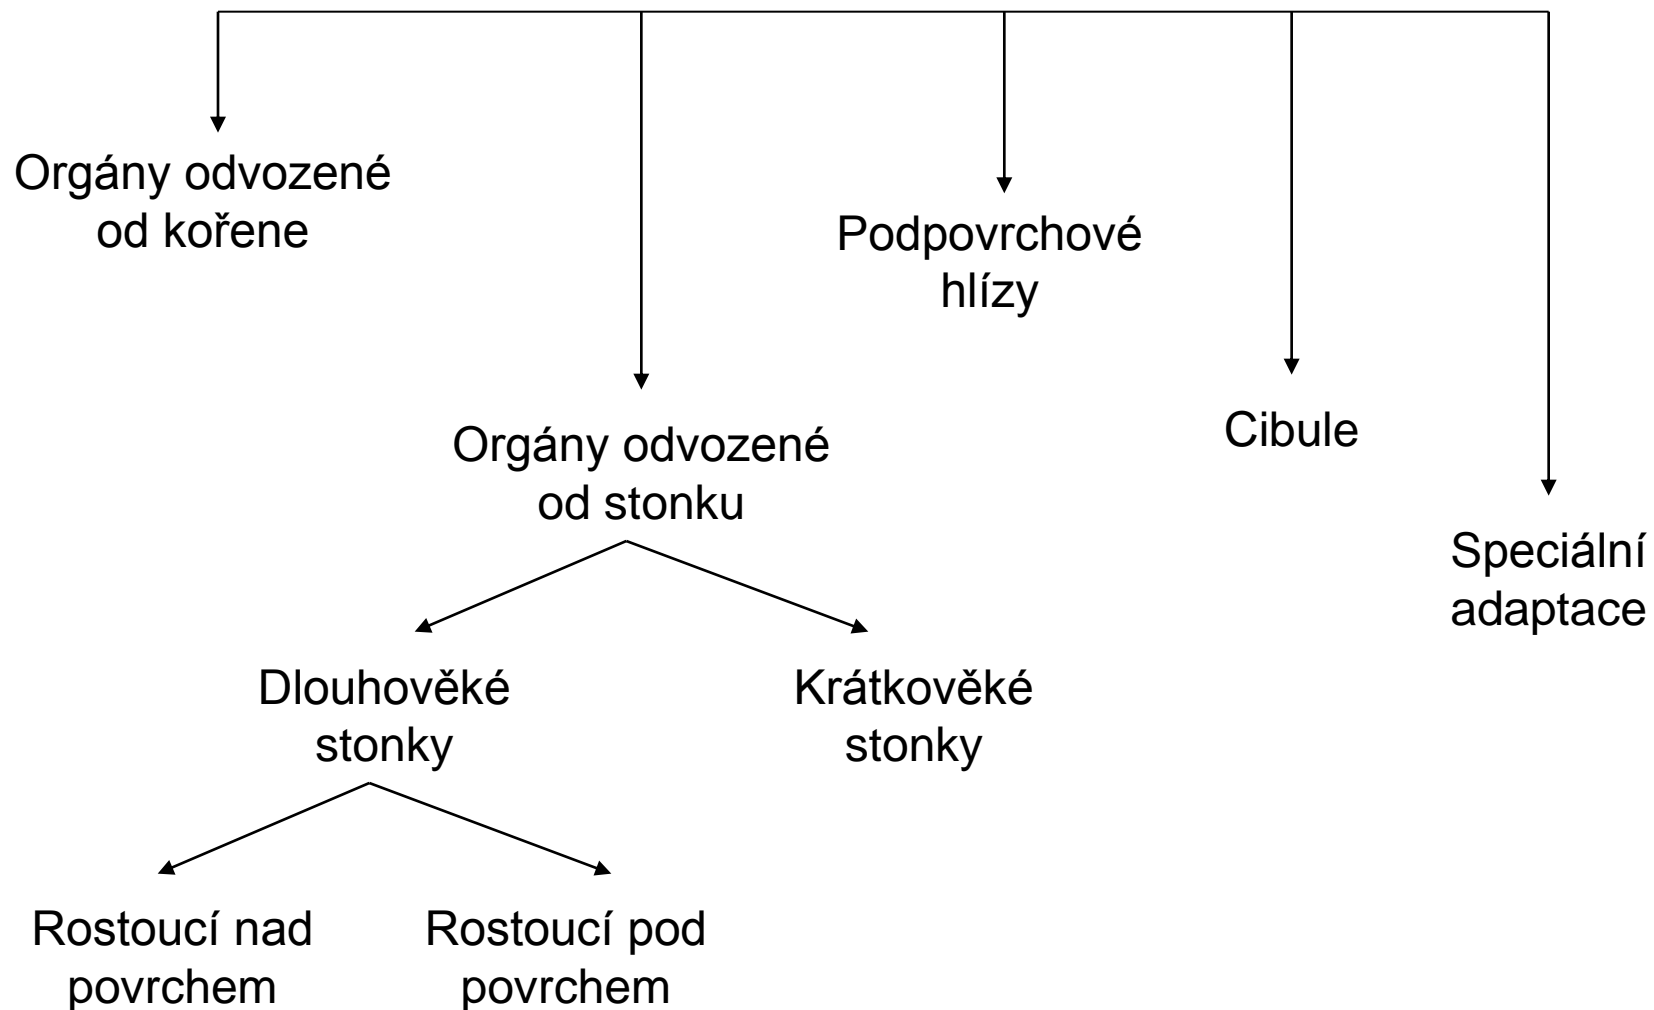 Orgány odvozené
od kořene
Podpovrchové
hlízy
Orgány odvozené
od stonku
Cibule
Speciální
adaptace
Dlouhověké
stonky
Krátkověké
stonky
Rostoucí nad
povrchem
Rostoucí pod
povrchem